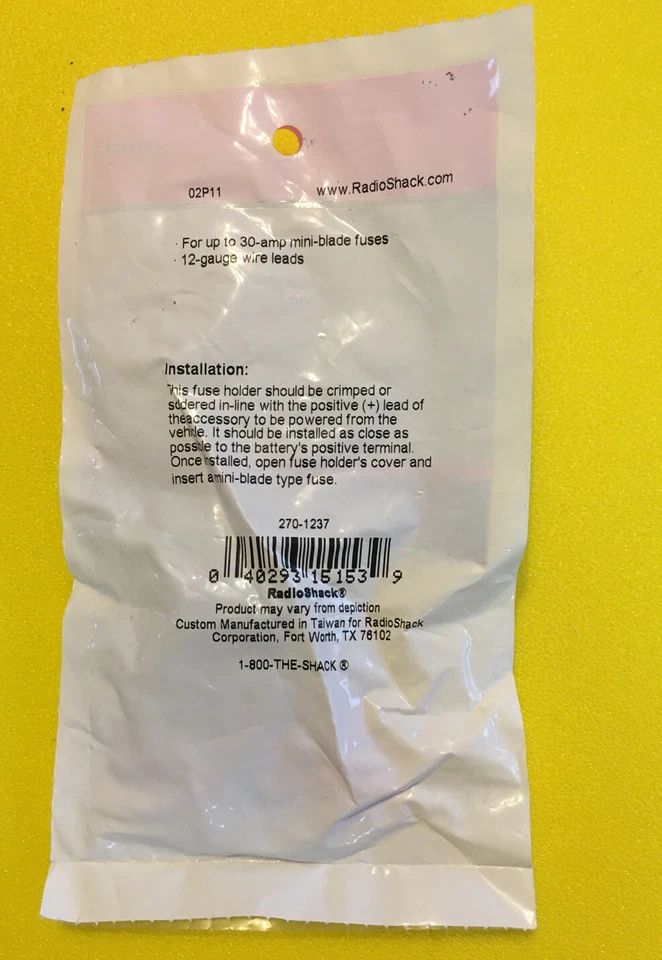 02P11 www.RadioShack.com
· For up to 30-amp mini-blade fuses
· 12-gauge wire leads
Installation:
This fuse holder should be crimped or
soldered in-line with the positive (+) lead of
the accessory to be powered from the
vehicle. It should be installed as close as
possible to the battery's positive terminal.
Once installed, open fuse holder's cover and
insert a mini-blade type fuse.
270-1237
0 40293 15153 9
RadioShack®
Product may vary from depiction
Custom Manufactured in Taiwan for RadioShack
Corporation, Fort Worth, TX 76102
1-800-THE-SHACK ®